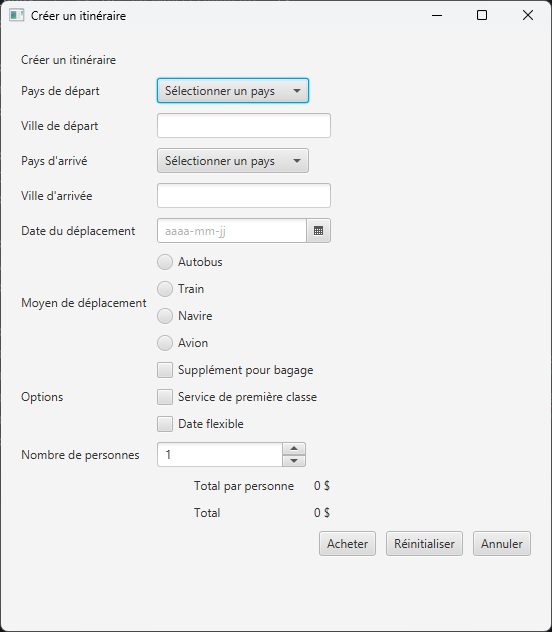 Créer un itinéraire
Créer un itinéraire
Pays de départ Sélectionner un pays
Ville de départ
Pays d'arrivé Sélectionner un pays
Ville d'arrivée
Date du déplacement aaaa-mm-jj
Autobus
Train
Moyen de déplacement
Navire
Avion
Supplément pour bagage
Options Service de première classe
Date flexible
Nombre de personnes 1
Total par personne 0 $
Total 0 $
Acheter Réinitialiser Annuler